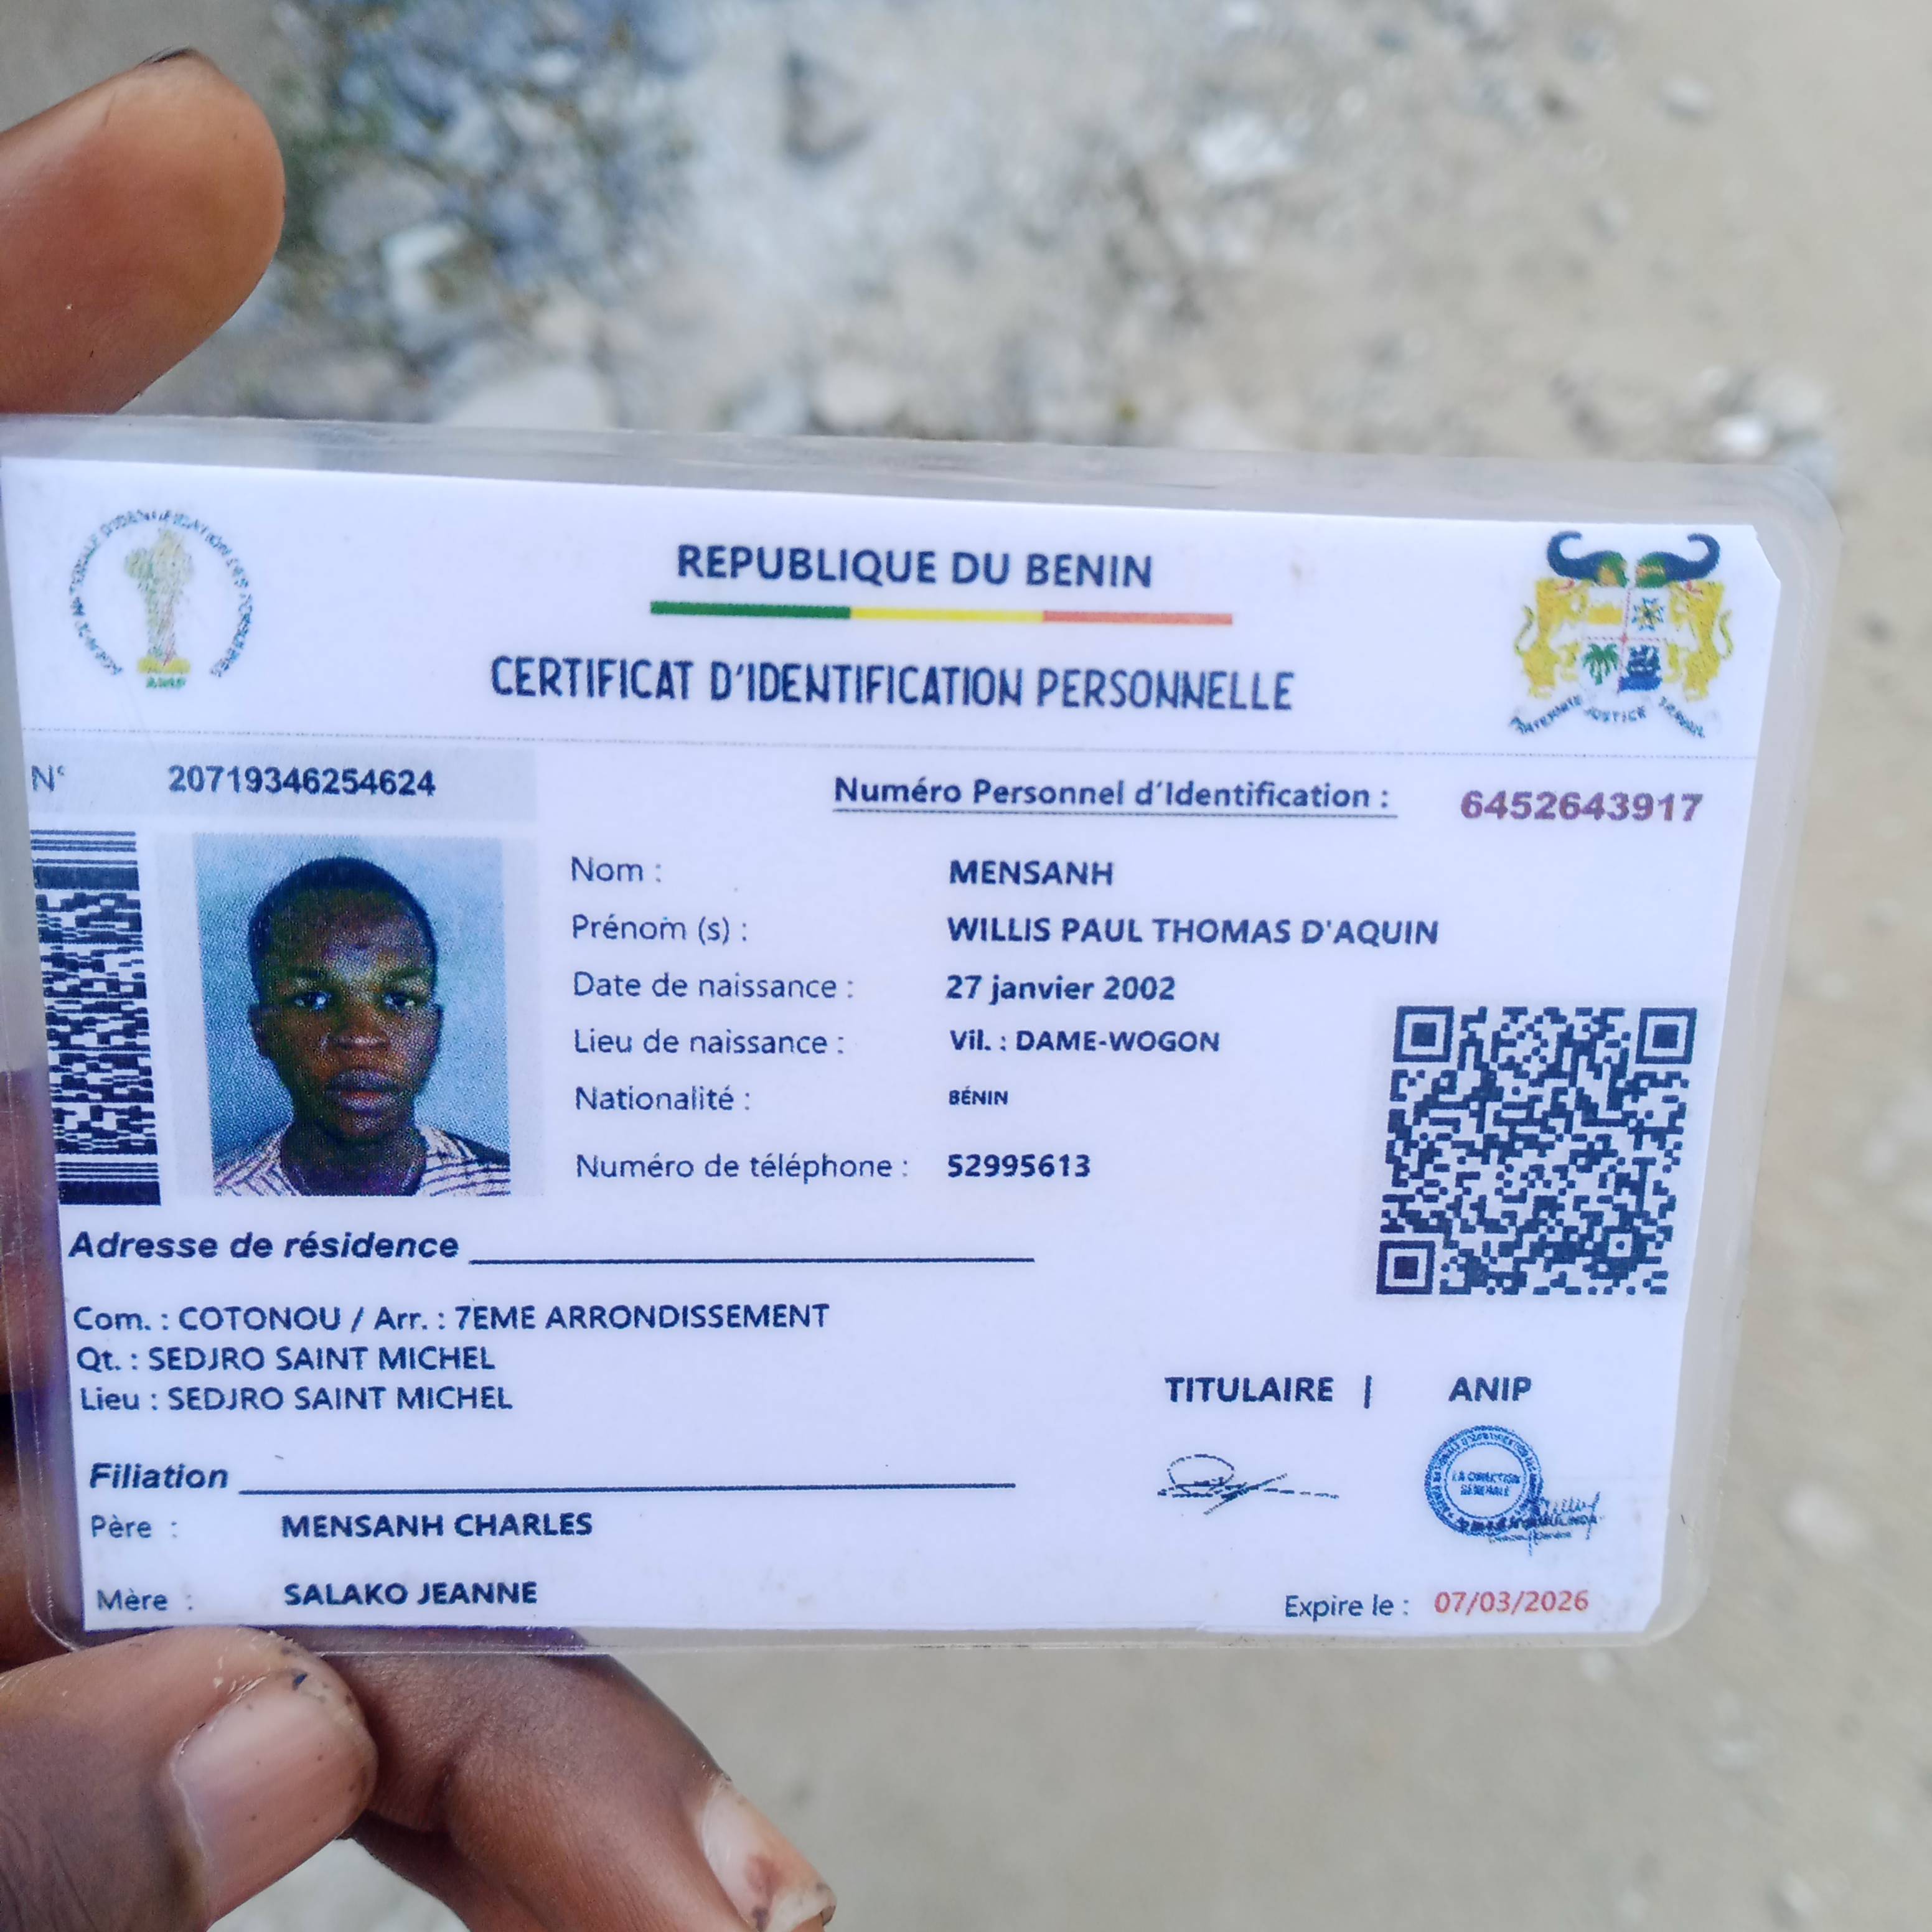 REPUBLIQUE DU BENIN
CERTIFICAT D'IDENTIFICATION PERSONNELLE
ANIP
FRATERNITE JUSTICE TRAVAIL
N° 20719346254624
Numéro Personnel d'Identification : 6452643917
Nom : MENSANH
Prénom (s) : WILLIS PAUL THOMAS D'AQUIN
Date de naissance : 27 janvier 2002
Lieu de naissance : Vil. : DAME-WOGON
Nationalité : BÉNIN
Numéro de téléphone : 52995613
Adresse de résidence
Com. : COTONOU / Arr. : 7EME ARRONDISSEMENT
Qt. : SEDJRO SAINT MICHEL
Lieu : SEDJRO SAINT MICHEL
TITULAIRE | ANIP
LA DIRECTION
GENERALE
Filiation
Père : MENSANH CHARLES
Mère : SALAKO JEANNE
Expire le : 07/03/2026